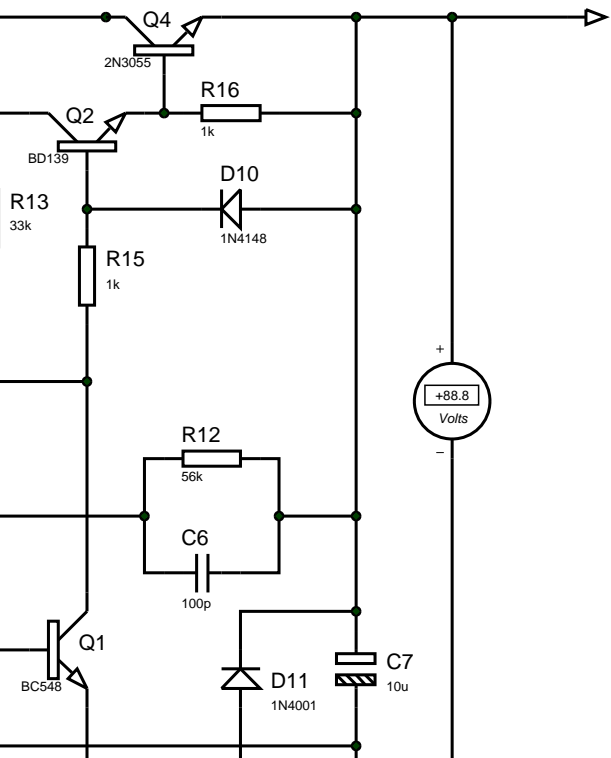 Q4
2N3055
R16
1k
Q2
BD139
D10
1N4148
R13
33k
R15
1k
+
+88.8
Volts
−
R12
56k
C6
100p
Q1
BC548
D11
1N4001
C7
10u